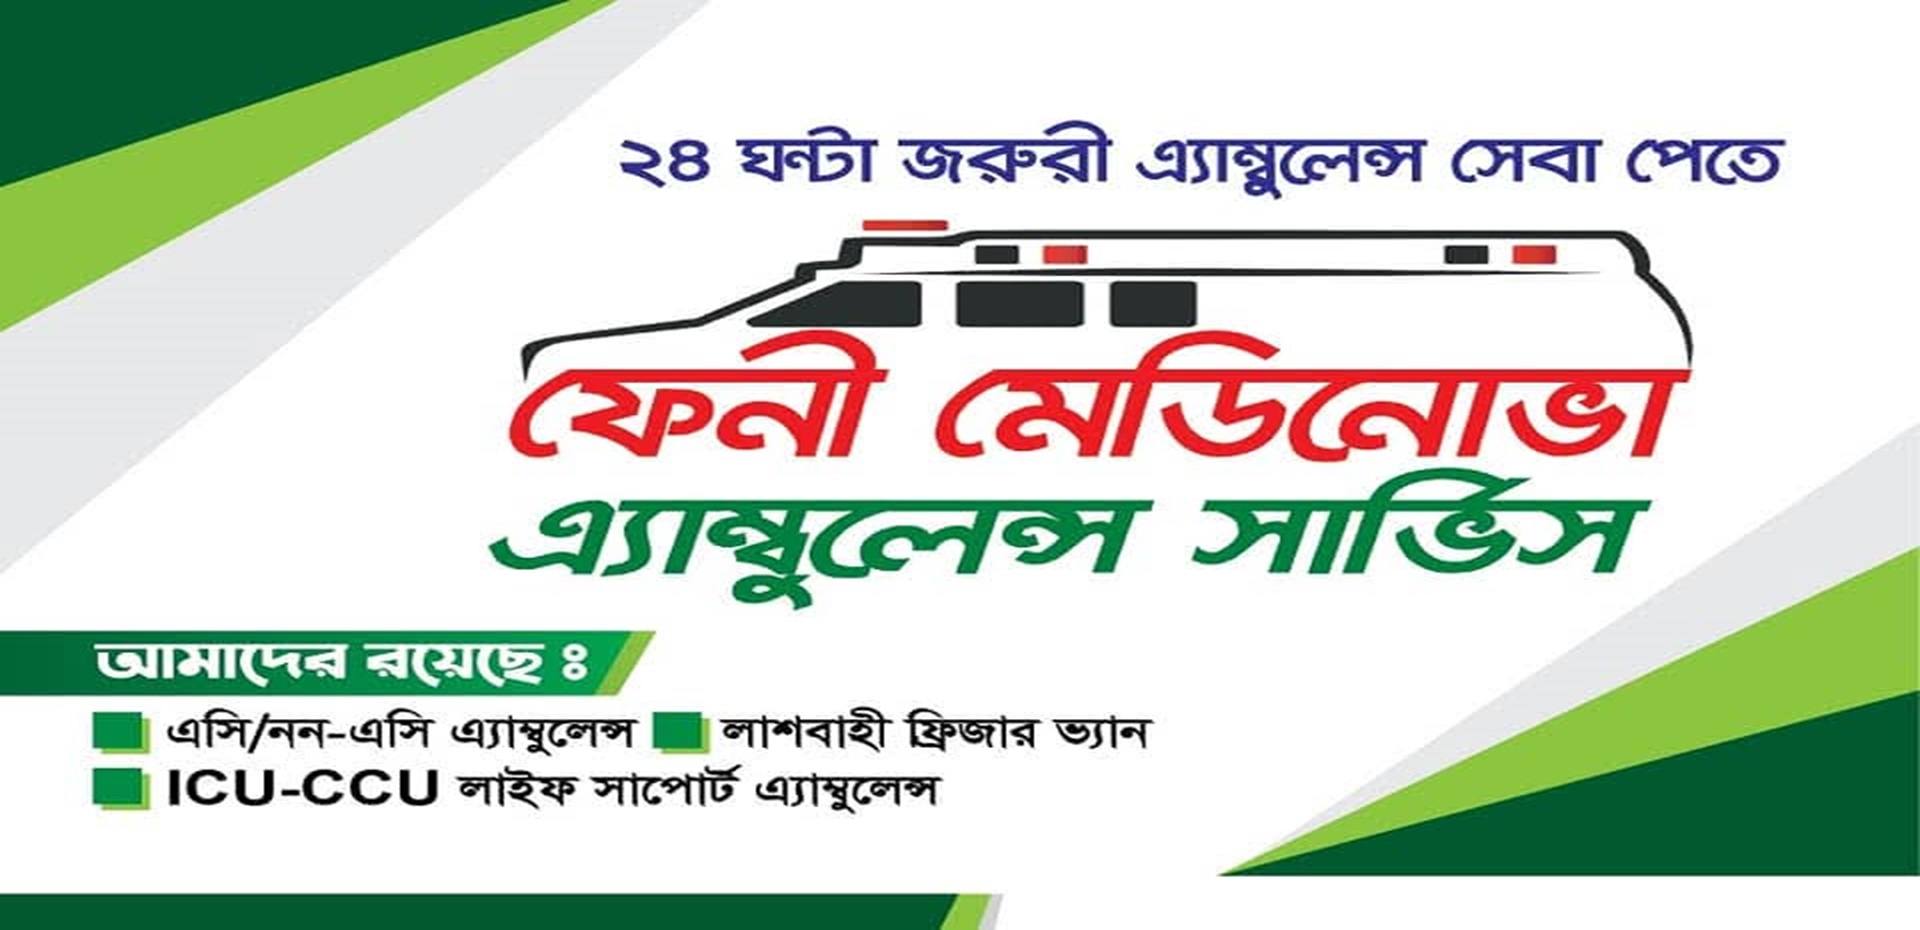 ২৪ ঘন্টা জরুরী এ্যাম্বুলেন্স সেবা পেতে
ফেনী মেডিনোভা
এ্যাম্বুলেন্স সার্ভিস
আমাদের রয়েছে ঃ
এসি/নন-এসি এ্যাম্বুলেন্স লাশবাহী ফ্রিজার ভ্যান
ICU-CCU লাইফ সাপোর্ট এ্যাম্বুলেন্স